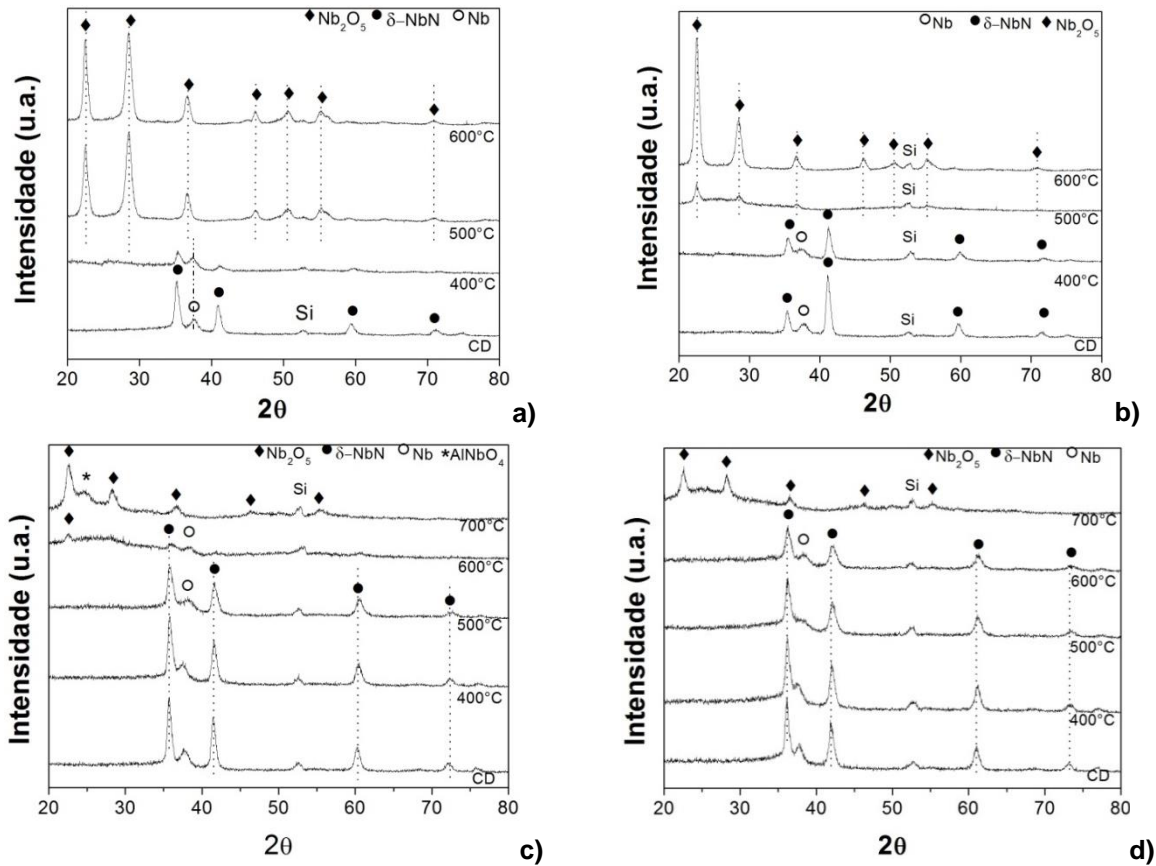 ◆Nb₂O₅ ●δ–NbN ○Nb
600°C
500°C
400°C
Si
CD
Intensidade (u.a.)
20 30 40 50 60 70 80
2θ
a)
○Nb ●δ–NbN ◆Nb₂O₅
Si
600°C
Si
500°C
Si
400°C
Si
CD
Intensidade (u.a.)
20 30 40 50 60 70 80
2θ
b)
◆Nb₂O₅ ●δ–NbN ○Nb *AlNbO₄
*
Si
700°C
600°C
500°C
400°C
CD
Intensidade (u.a.)
20 30 40 50 60 70 80
2θ
c)
◆Nb₂O₅ ●δ–NbN ○Nb
Si
700°C
600°C
500°C
400°C
CD
Intensidade (u.a.)
20 30 40 50 60 70 80
2θ
d)